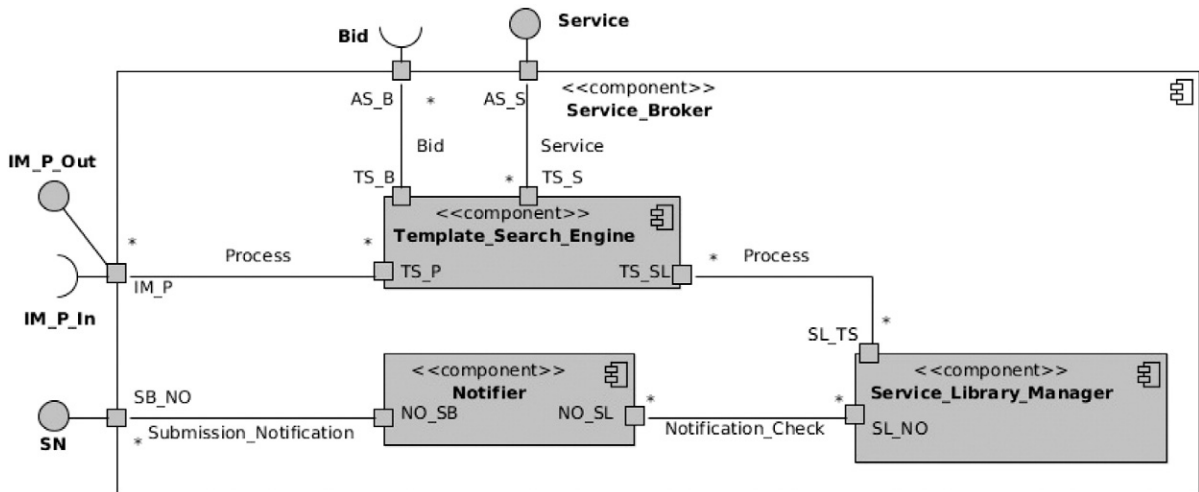 Bid
Service
<<component>>
Service_Broker
AS_B
*
AS_S
Bid
Service
IM_P_Out
TS_B
*
TS_S
<<component>>
Template_Search_Engine
*
Process
*
TS_P
TS_SL
*
Process
IM_P
IM_P_In
SL_TS
*
<<component>>
Notifier
<<component>>
Service_Library_Manager
SB_NO
NO_SB
NO_SL
*
*
SL_NO
SN
*
Submission_Notification
Notification_Check